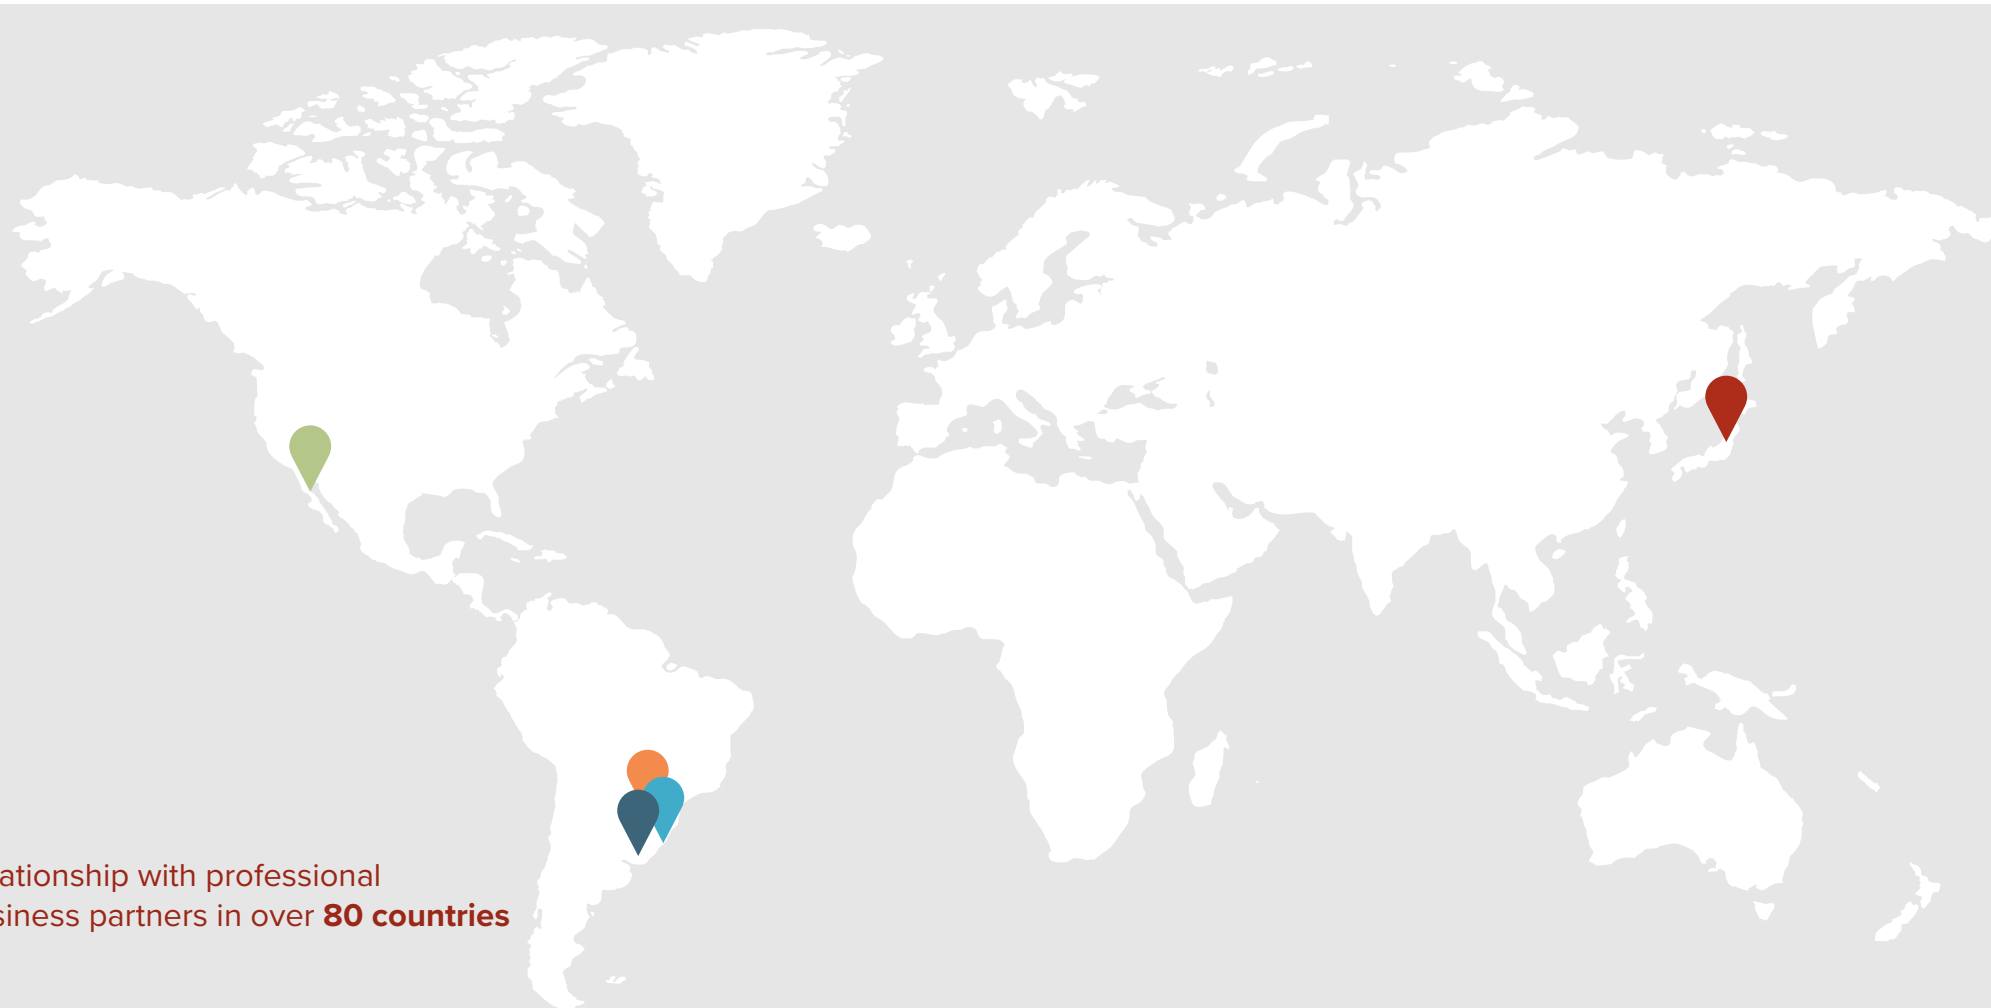 ationship with professional
siness partners in over 80 countries